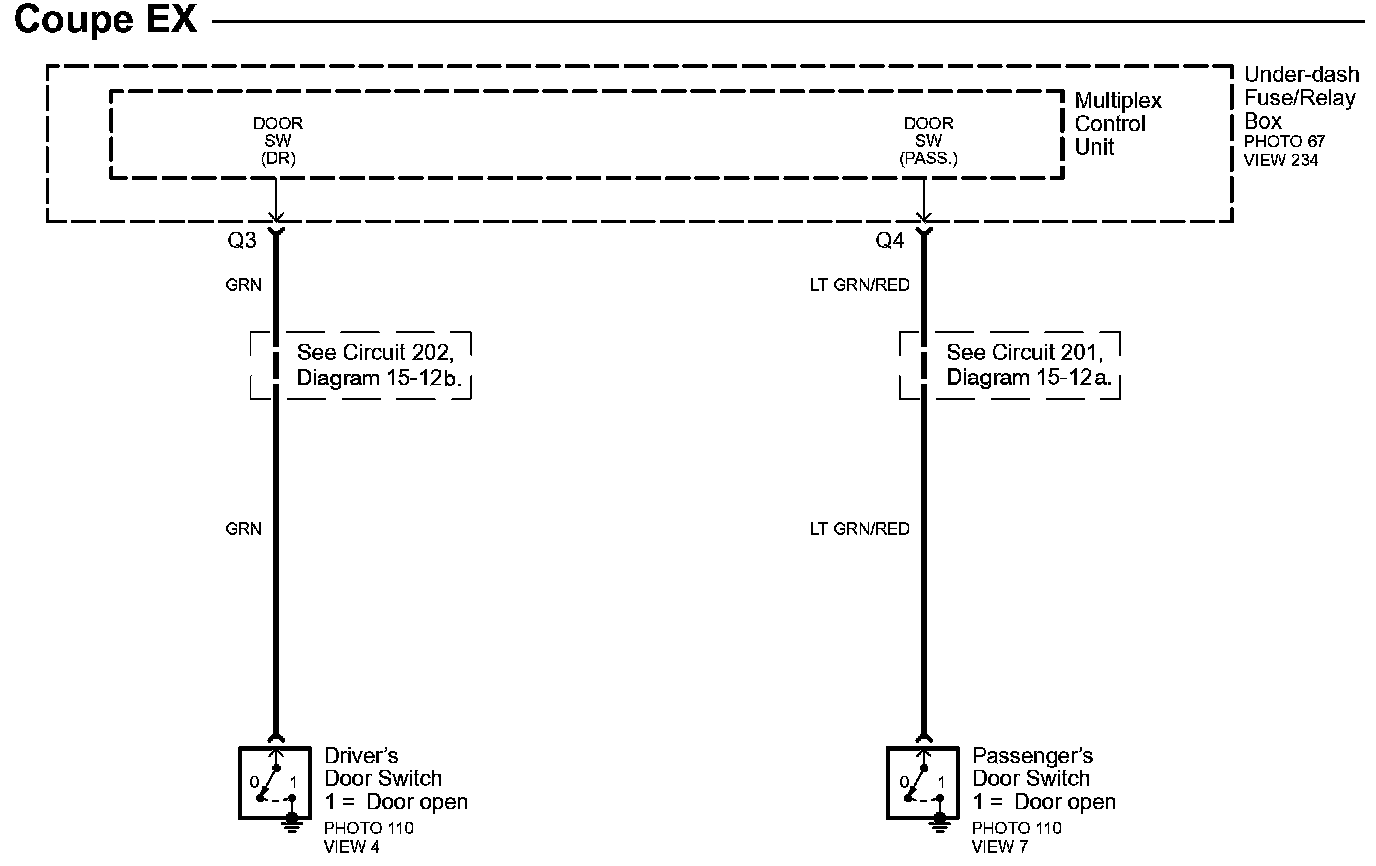 Coupe EX
Under-dash
Fuse/Relay
Box
PHOTO 67
VIEW 234
Multiplex
Control
Unit
DOOR
SW
(DR)
DOOR
SW
(PASS.)
Q3
Q4
GRN
LT GRN/RED
See Circuit 202,
Diagram 15-12b.
See Circuit 201,
Diagram 15-12a.
GRN
LT GRN/RED
0 1
Driver's
Door Switch
1 = Door open
PHOTO 110
VIEW 4
0 1
Passenger's
Door Switch
1 = Door open
PHOTO 110
VIEW 7